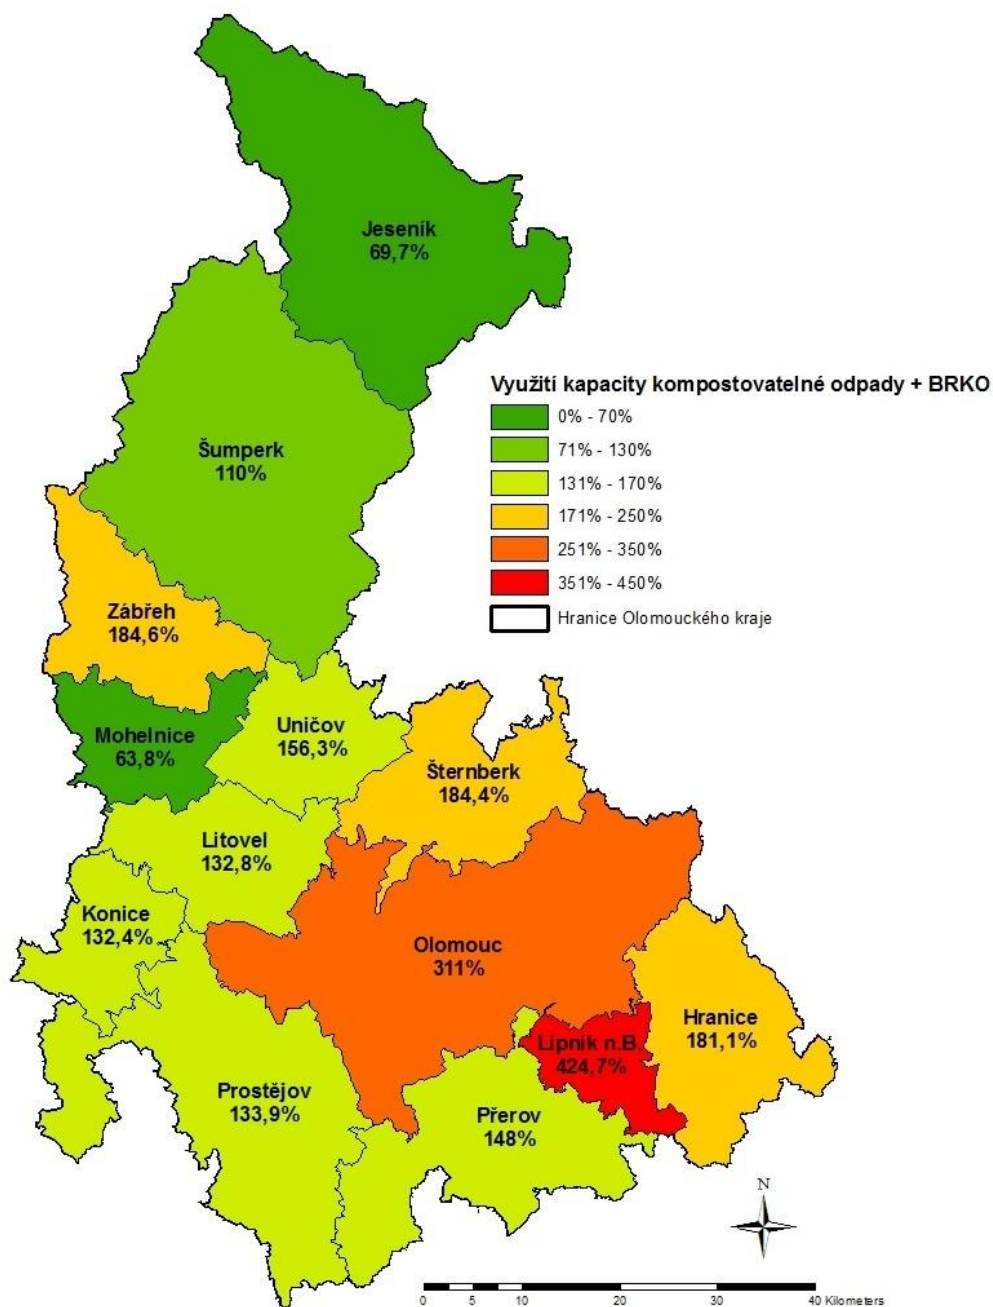 Jeseník
69,7%
Využití kapacity kompostovatelné odpady + BRKO
0% - 70%
71% - 130%
131% - 170%
171% - 250%
251% - 350%
351% - 450%
Hranice Olomouckého kraje
Šumperk
110%
Zábřeh
184,6%
Mohelnice
63,8%
Uničov
156,3%
Šternberk
184,4%
Litovel
132,8%
Konice
132,4%
Olomouc
311%
Hranice
181,1%
Lipník n.B.
424,7%
Prostějov
133,9%
Přerov
148%
N
0 5 10 20 30 40 Kilometers